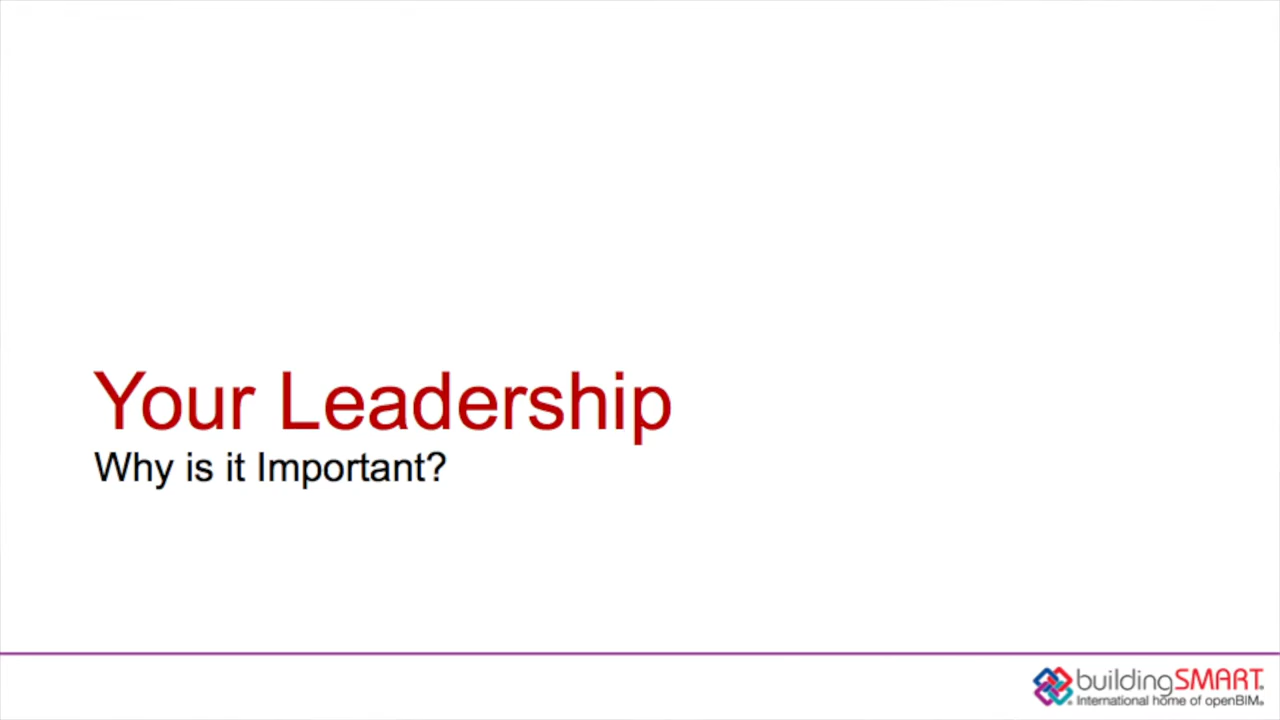 Your Leadership
Why is it Important?
buildingSMART®
International home of openBIM®